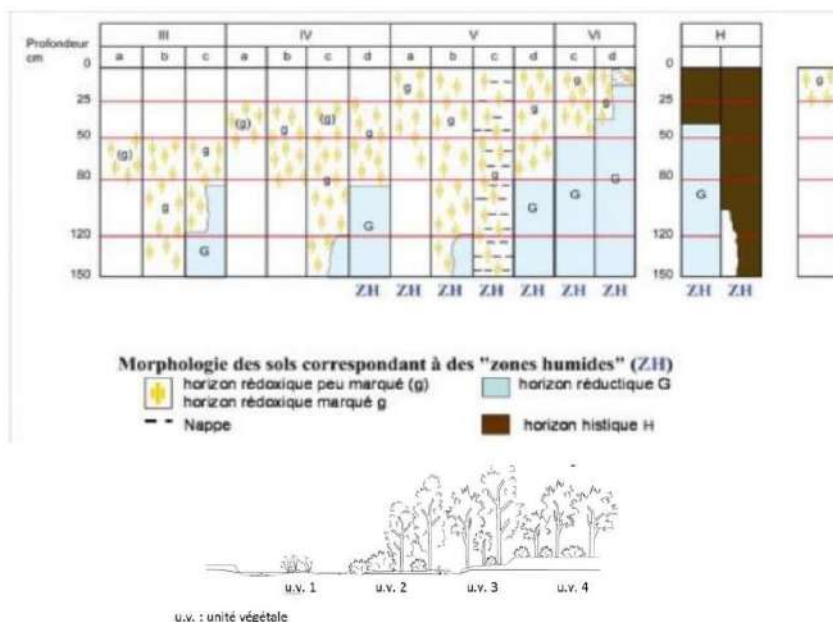 Profondeur
cm
III IV V VI H
a b c a b c d a b c d c d
0 0
25 25
50 50
80 80
120 120
150 150
(g) g g g G
(g) g (g) g g G
g g g g G
g G g G
G
g
ZH ZH ZH ZH ZH ZH ZH ZH ZH
Morphologie des sols correspondant à des "zones humides" (ZH)
horizon rédoxique peu marqué (g)
horizon rédoxique marqué g
horizon réductique G
Nappe
horizon histique H
u.v. 1 u.v. 2 u.v. 3 u.v. 4
u.v. : unité végétale